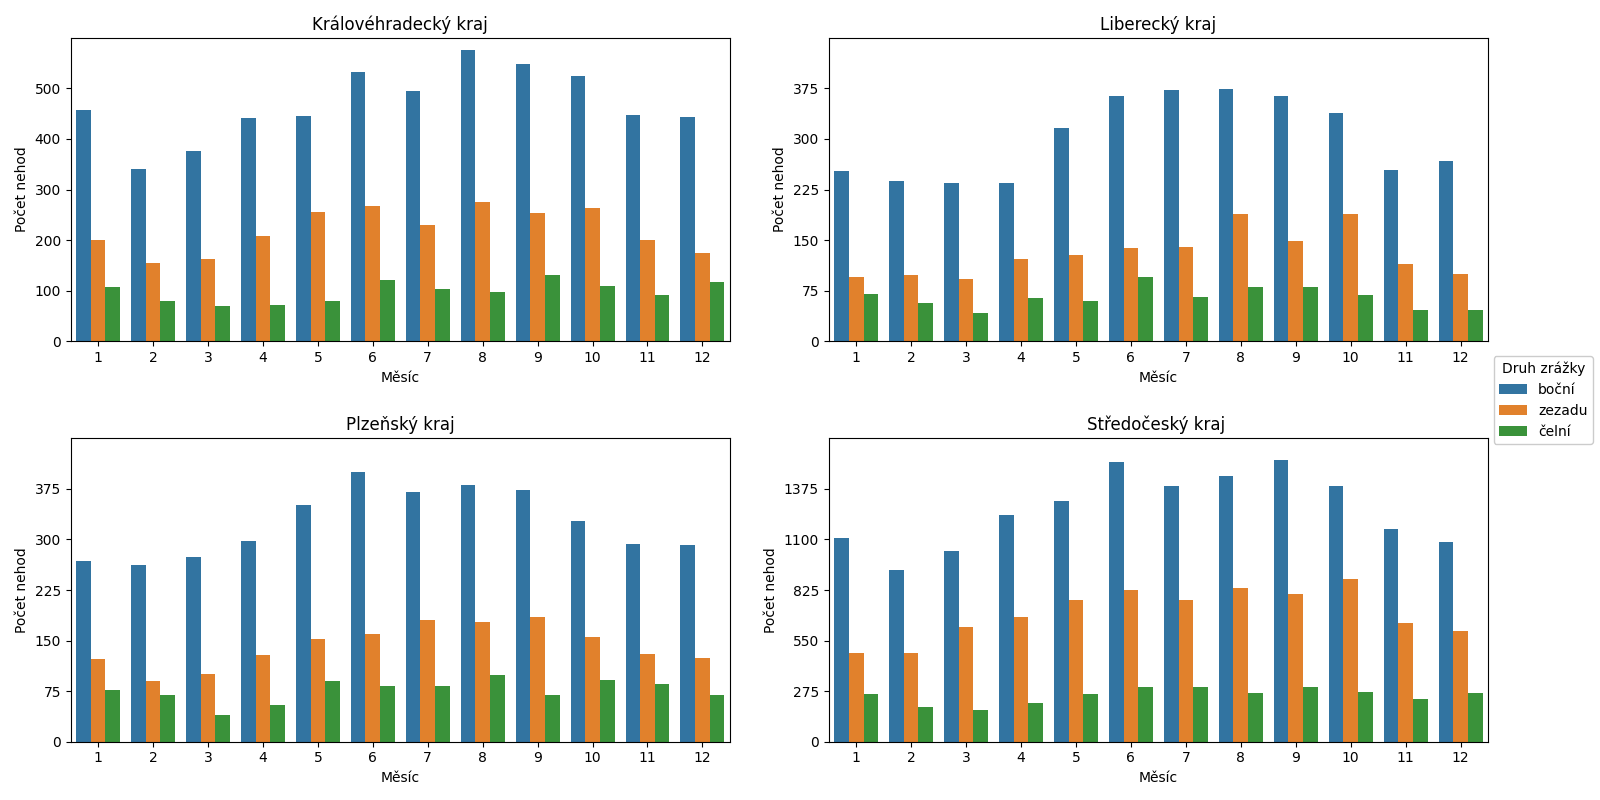 Královéhradecký kraj
500
400
300
200
100
0
Počet nehod
1 2 3 4 5 6 7 8 9 10 11 12
Měsíc
Liberecký kraj
375
300
225
150
75
0
Počet nehod
1 2 3 4 5 6 7 8 9 10 11 12
Měsíc
Druh zrážky
boční
zezadu
čelní
Plzeňský kraj
375
300
225
150
75
0
Počet nehod
1 2 3 4 5 6 7 8 9 10 11 12
Měsíc
Středočeský kraj
1375
1100
825
550
275
0
Počet nehod
1 2 3 4 5 6 7 8 9 10 11 12
Měsíc